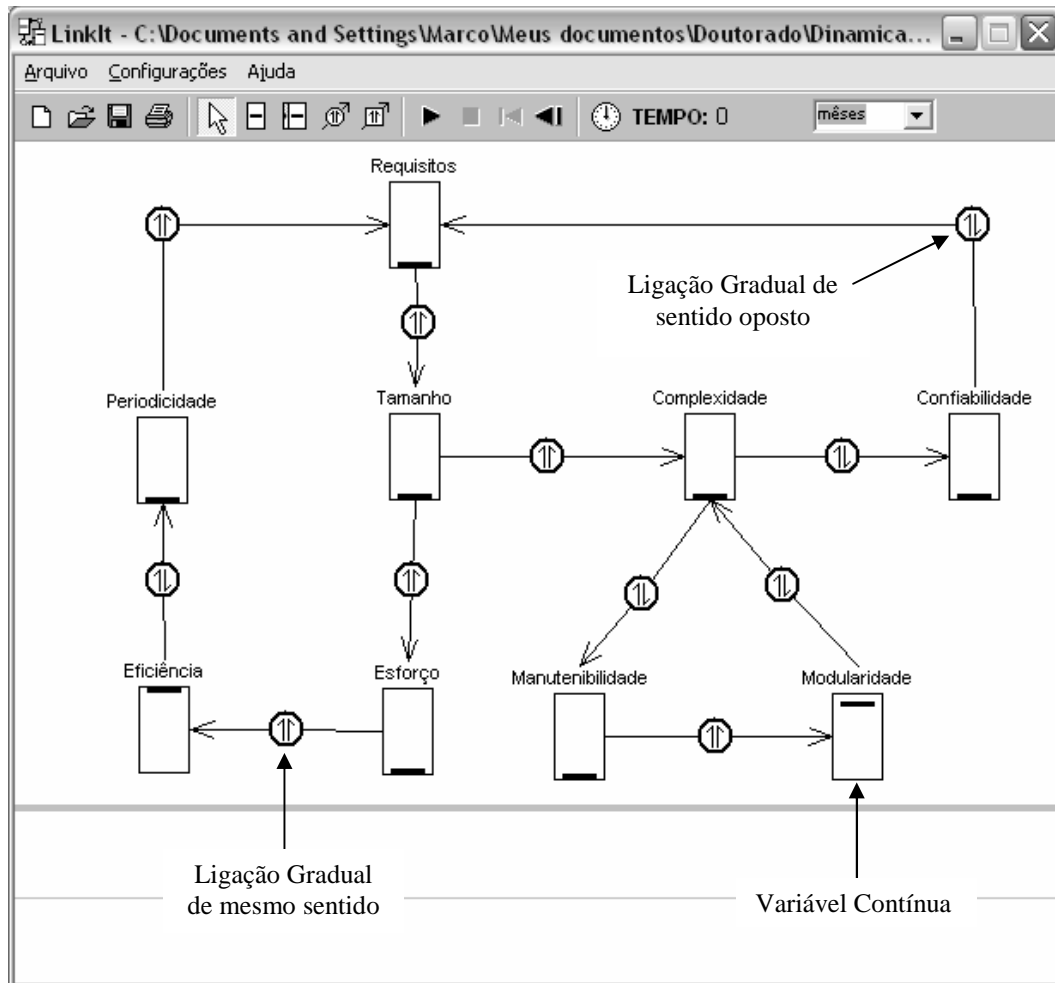 LinkIt - C:\Documents and Settings\Marco\Meus documentos\Doutorado\Dinamica...
Arquivo Configurações Ajuda
TEMPO: 0 mêses
Requisitos
Ligação Gradual de
sentido oposto
Periodicidade Tamanho Complexidade Confiabilidade
Eficiência Esforço Manutenibilidade Modularidade
Ligação Gradual
de mesmo sentido
Variável Contínua